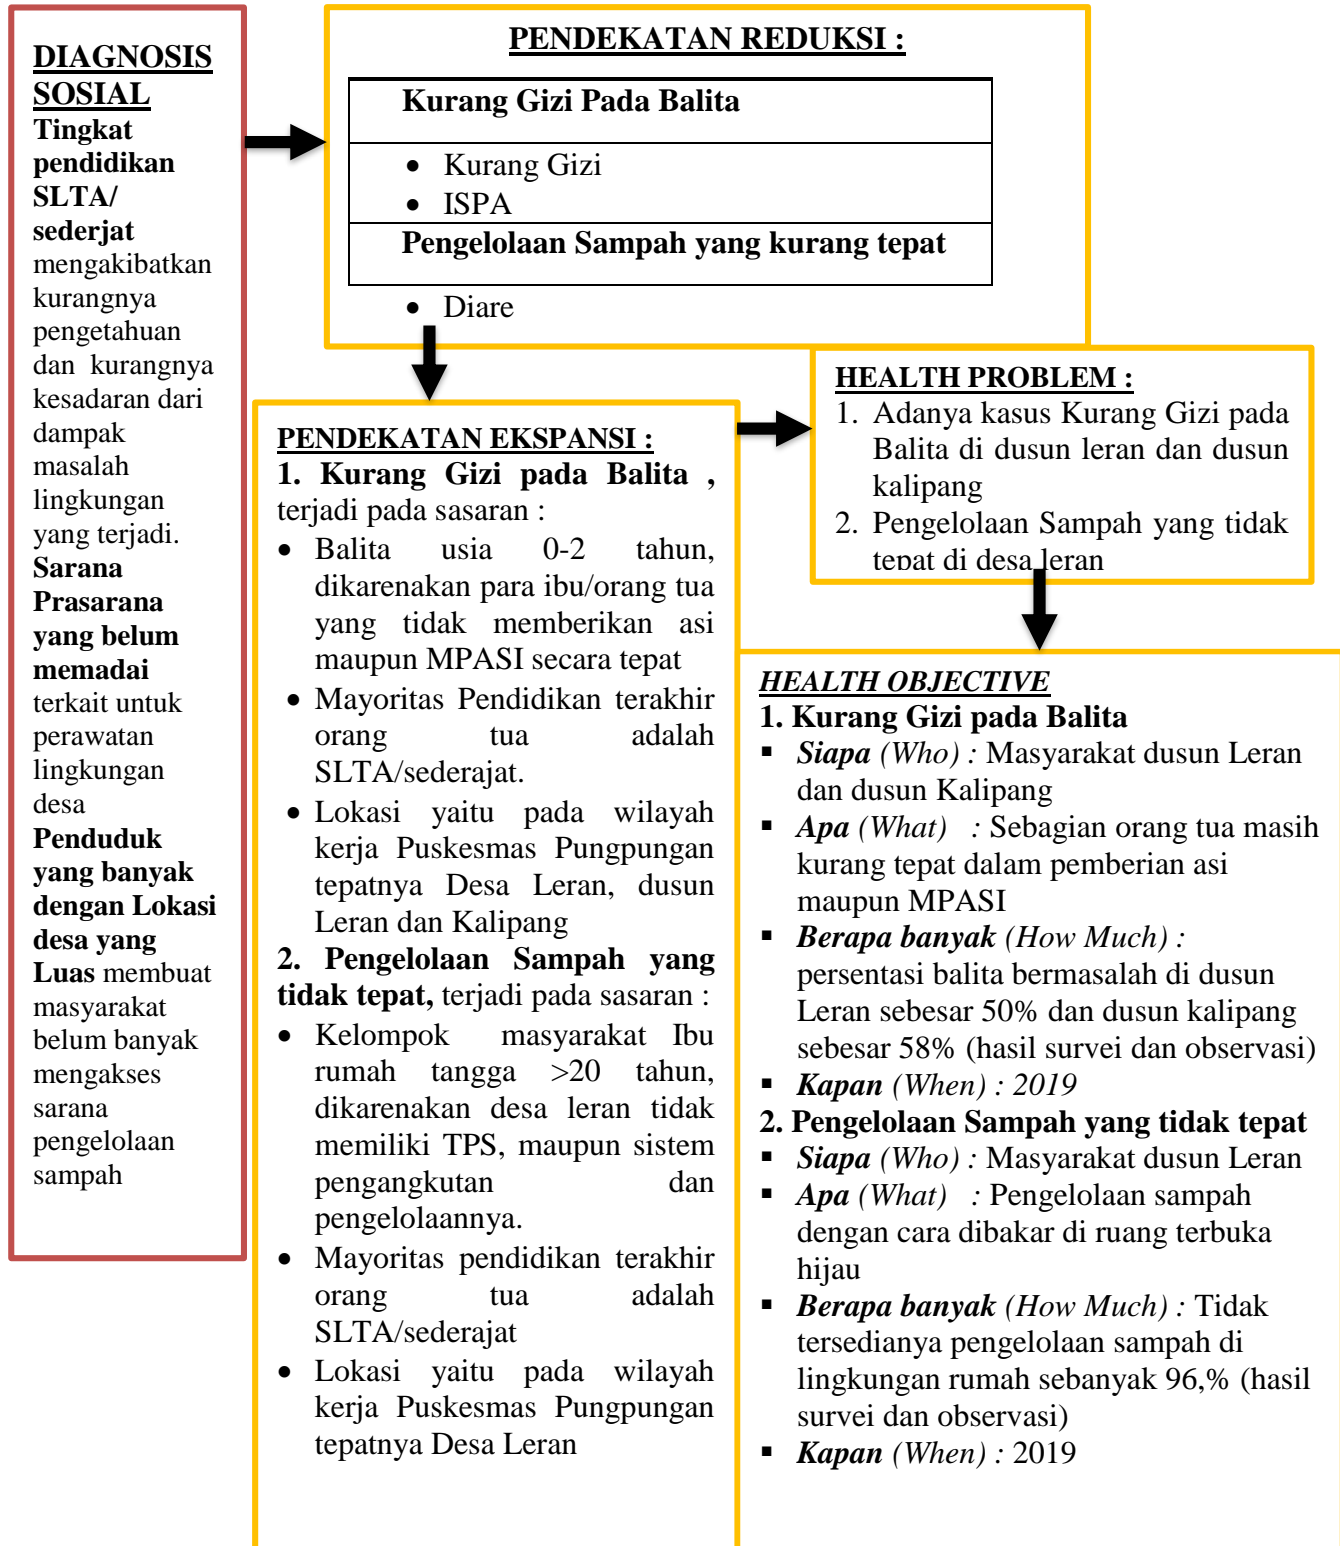 DIAGNOSIS
SOSIAL
Tingkat
pendidikan
SLTA/
sederjat
mengakibatkan
kurangnya
pengetahuan
dan kurangnya
kesadaran dari
dampak
masalah
lingkungan
yang terjadi.
Sarana
Prasarana
yang belum
memadai
terkait untuk
perawatan
lingkungan
desa
Penduduk
yang banyak
dengan Lokasi
desa yang
Luas membuat
masyarakat
belum banyak
mengakses
sarana
pengelolaan
sampah
PENDEKATAN REDUKSI :
Kurang Gizi Pada Balita
• Kurang Gizi
• ISPA
Pengelolaan Sampah yang kurang tepat
• Diare
PENDEKATAN EKSPANSI :
1. Kurang Gizi pada Balita ,
terjadi pada sasaran :
• Balita usia 0-2 tahun,
dikarenakan para ibu/orang tua
yang tidak memberikan asi
maupun MPASI secara tepat
• Mayoritas Pendidikan terakhir
orang tua adalah
SLTA/sederajat.
• Lokasi yaitu pada wilayah
kerja Puskesmas Pungpungan
tepatnya Desa Leran, dusun
Leran dan Kalipang
2. Pengelolaan Sampah yang
tidak tepat, terjadi pada sasaran :
• Kelompok masyarakat Ibu
rumah tangga >20 tahun,
dikarenakan desa leran tidak
memiliki TPS, maupun sistem
pengangkutan dan
pengelolaannya.
• Mayoritas pendidikan terakhir
orang tua adalah
SLTA/sederajat
• Lokasi yaitu pada wilayah
kerja Puskesmas Pungpungan
tepatnya Desa Leran
HEALTH PROBLEM :
1. Adanya kasus Kurang Gizi pada
Balita di dusun leran dan dusun
kalipang
2. Pengelolaan Sampah yang tidak
tepat di desa leran
HEALTH OBJECTIVE
1. Kurang Gizi pada Balita
▪ Siapa (Who) : Masyarakat dusun Leran
dan dusun Kalipang
▪ Apa (What) : Sebagian orang tua masih
kurang tepat dalam pemberian asi
maupun MPASI
▪ Berapa banyak (How Much) :
persentasi balita bermasalah di dusun
Leran sebesar 50% dan dusun kalipang
sebesar 58% (hasil survei dan observasi)
▪ Kapan (When) : 2019
2. Pengelolaan Sampah yang tidak tepat
▪ Siapa (Who) : Masyarakat dusun Leran
▪ Apa (What) : Pengelolaan sampah
dengan cara dibakar di ruang terbuka
hijau
▪ Berapa banyak (How Much) : Tidak
tersedianya pengelolaan sampah di
lingkungan rumah sebanyak 96,% (hasil
survei dan observasi)
▪ Kapan (When) : 2019